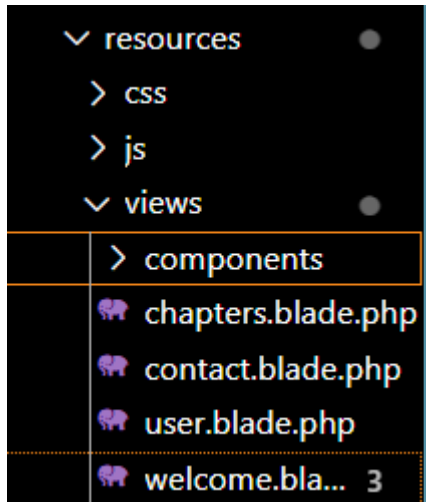 resources
css
js
views
components
chapters.blade.php
contact.blade.php
user.blade.php
welcome.bla... 3